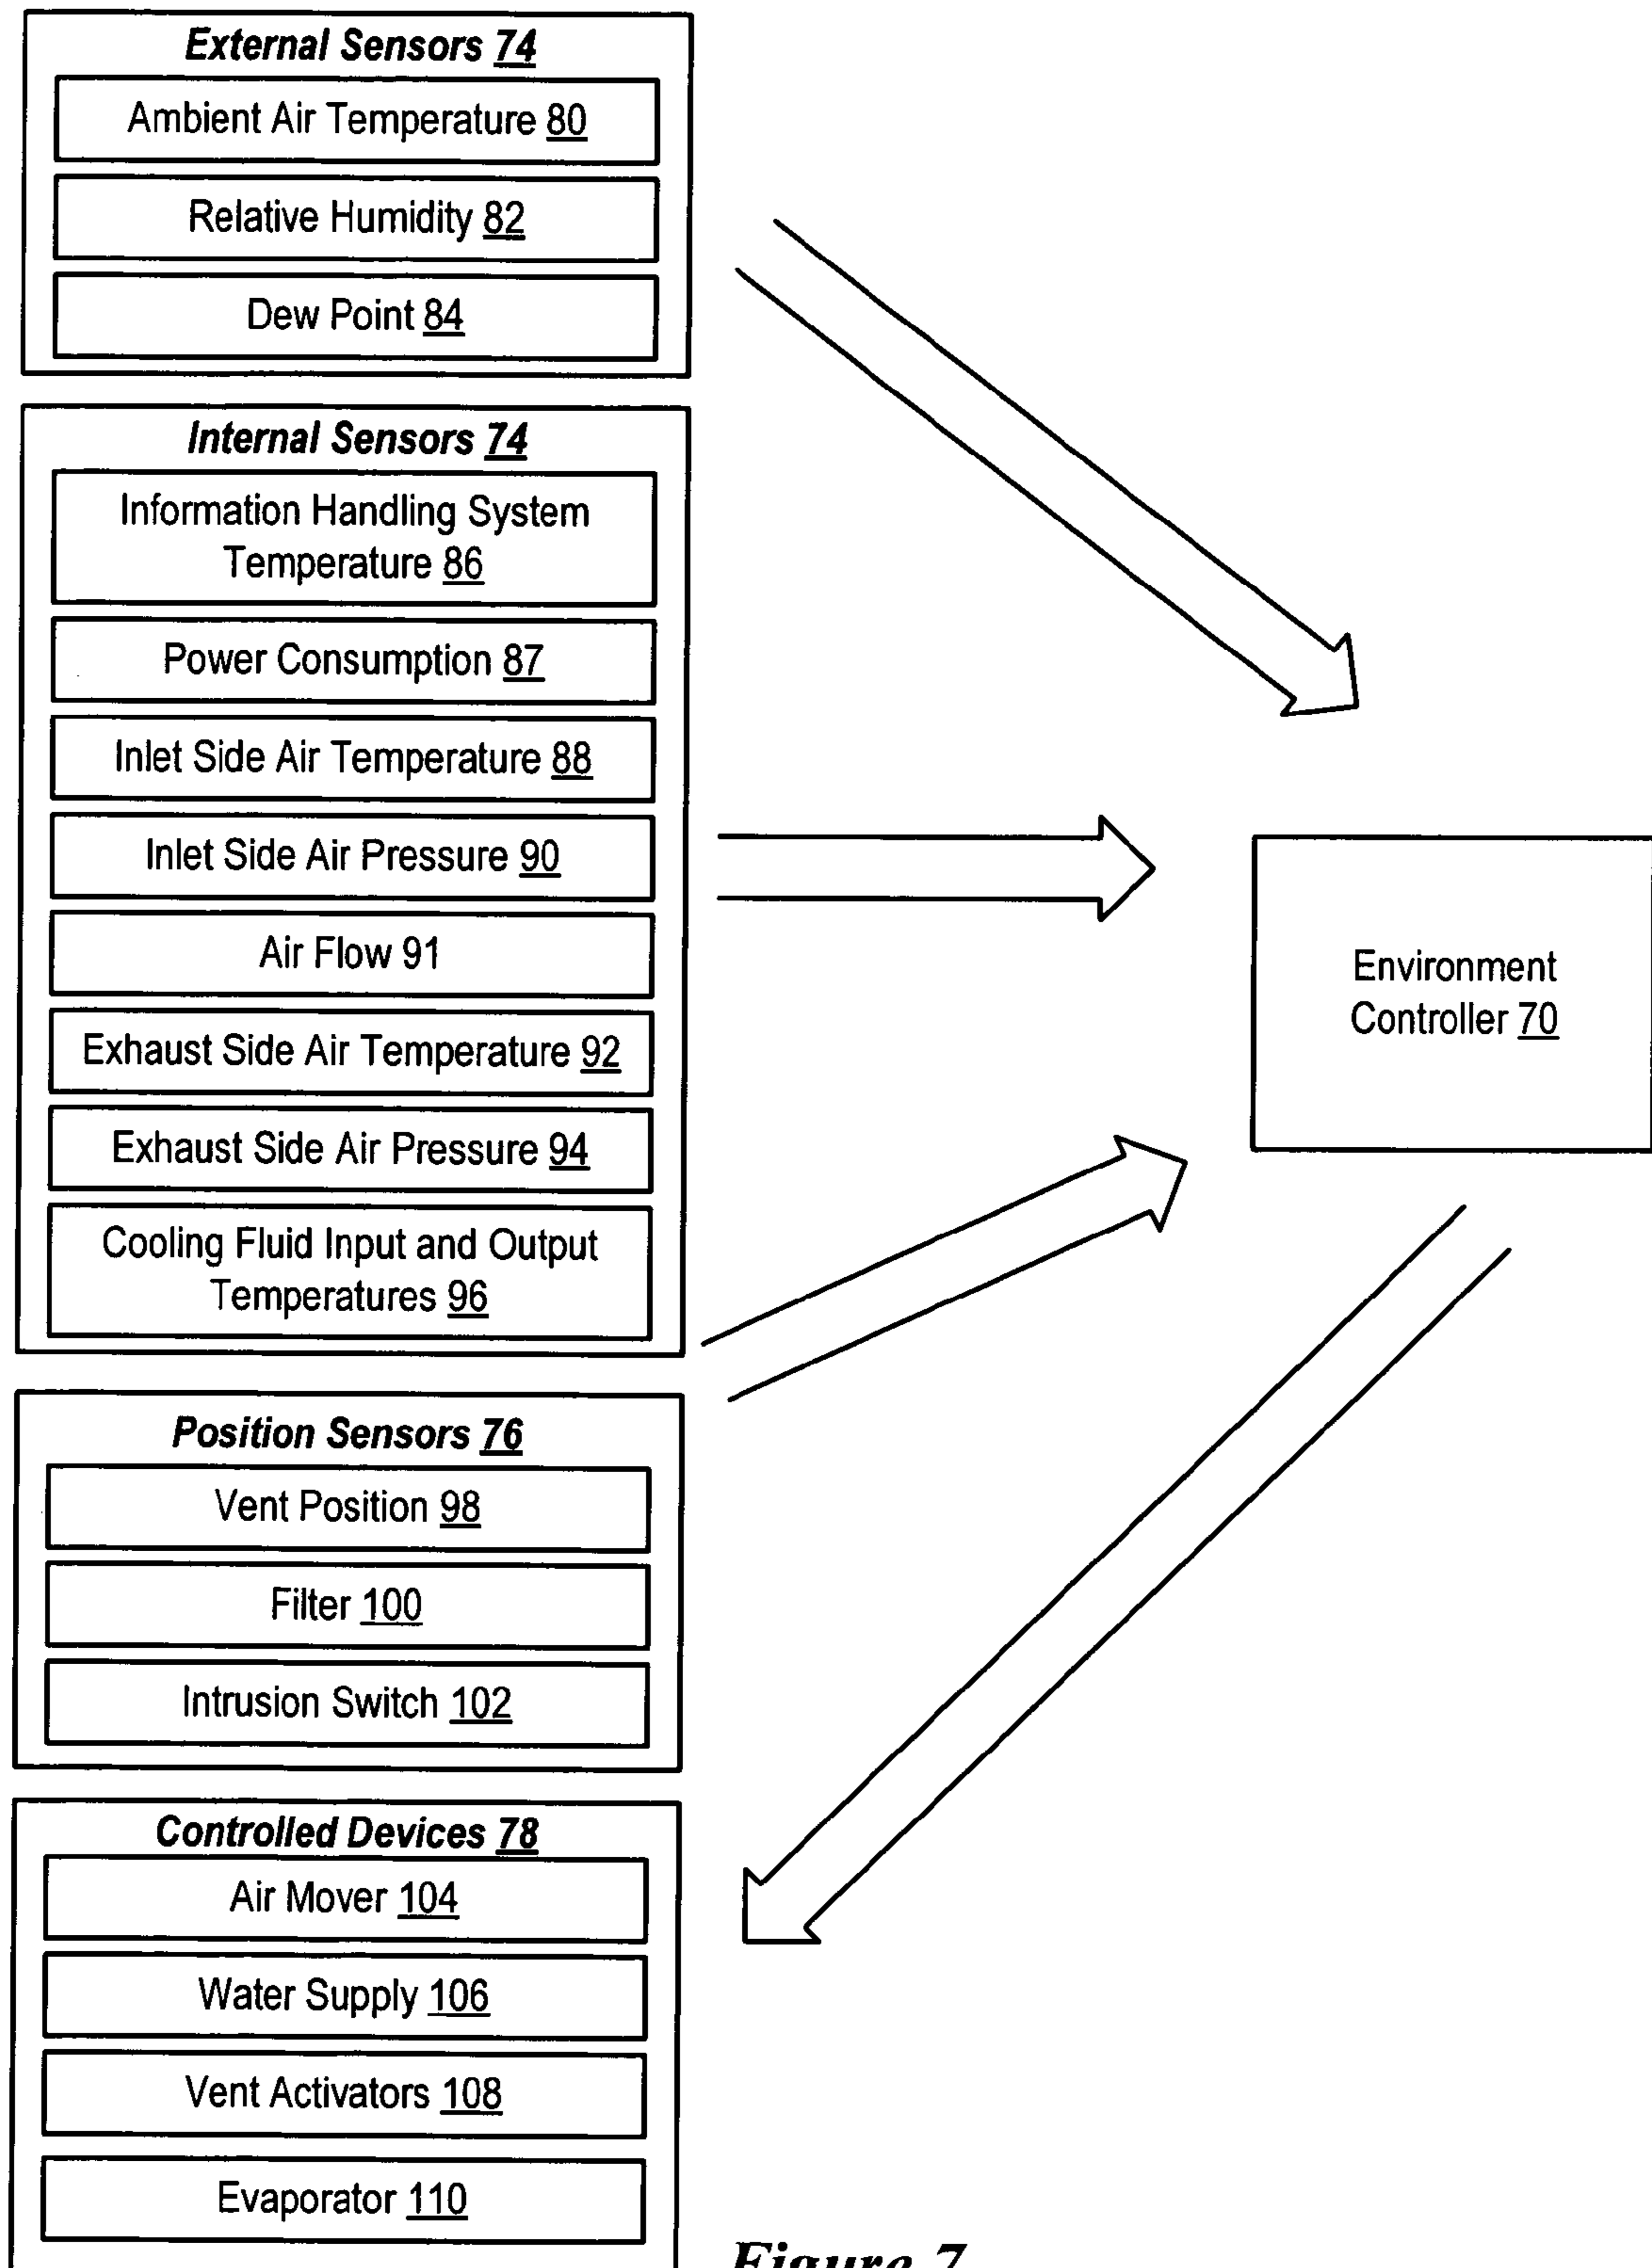 External Sensors 74
Ambient Air Temperature 80
Relative Humidity 82
Dew Point 84
Internal Sensors 74
Information Handling System
Temperature 86
Power Consumption 87
Inlet Side Air Temperature 88
Inlet Side Air Pressure 90
Air Flow 91
Exhaust Side Air Temperature 92
Exhaust Side Air Pressure 94
Cooling Fluid Input and Output
Temperatures 96
Position Sensors 76
Vent Position 98
Filter 100
Intrusion Switch 102
Controlled Devices 78
Air Mover 104
Water Supply 106
Vent Activators 108
Evaporator 110
Environment
Controller 70
Figure 7